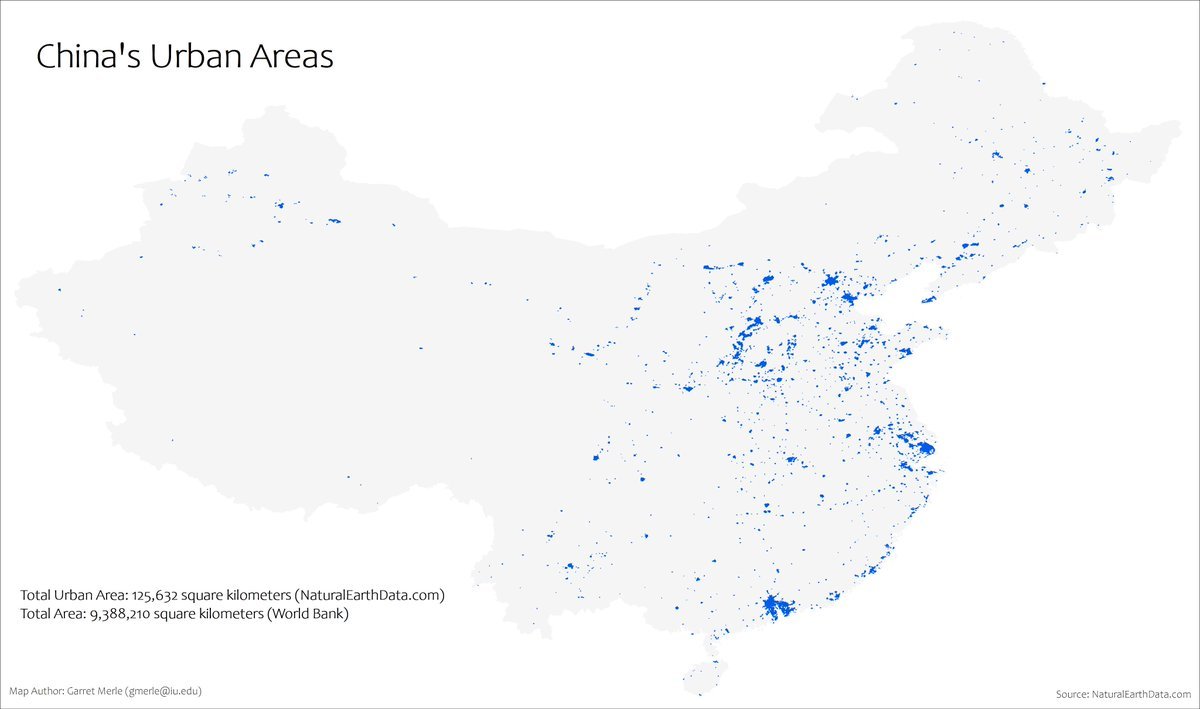 China's Urban Areas
Total Urban Area: 125,632 square kilometers (NaturalEarthData.com)
Total Area: 9,388,210 square kilometers (World Bank)
Map Author: Garret Merle (gmerle@iu.edu)
Source: NaturalEarthData.com